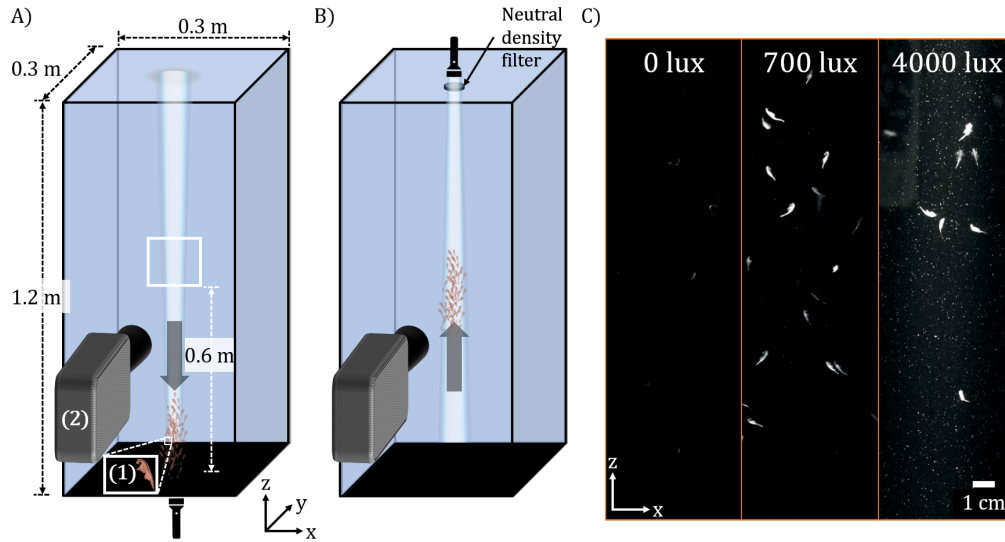 A)
0.3 m
0.3 m
1.2 m
0.6 m
(2)
(1)
z
y
x
B)
Neutral
density
filter
C)
0 lux
700 lux
4000 lux
z
x
1 cm